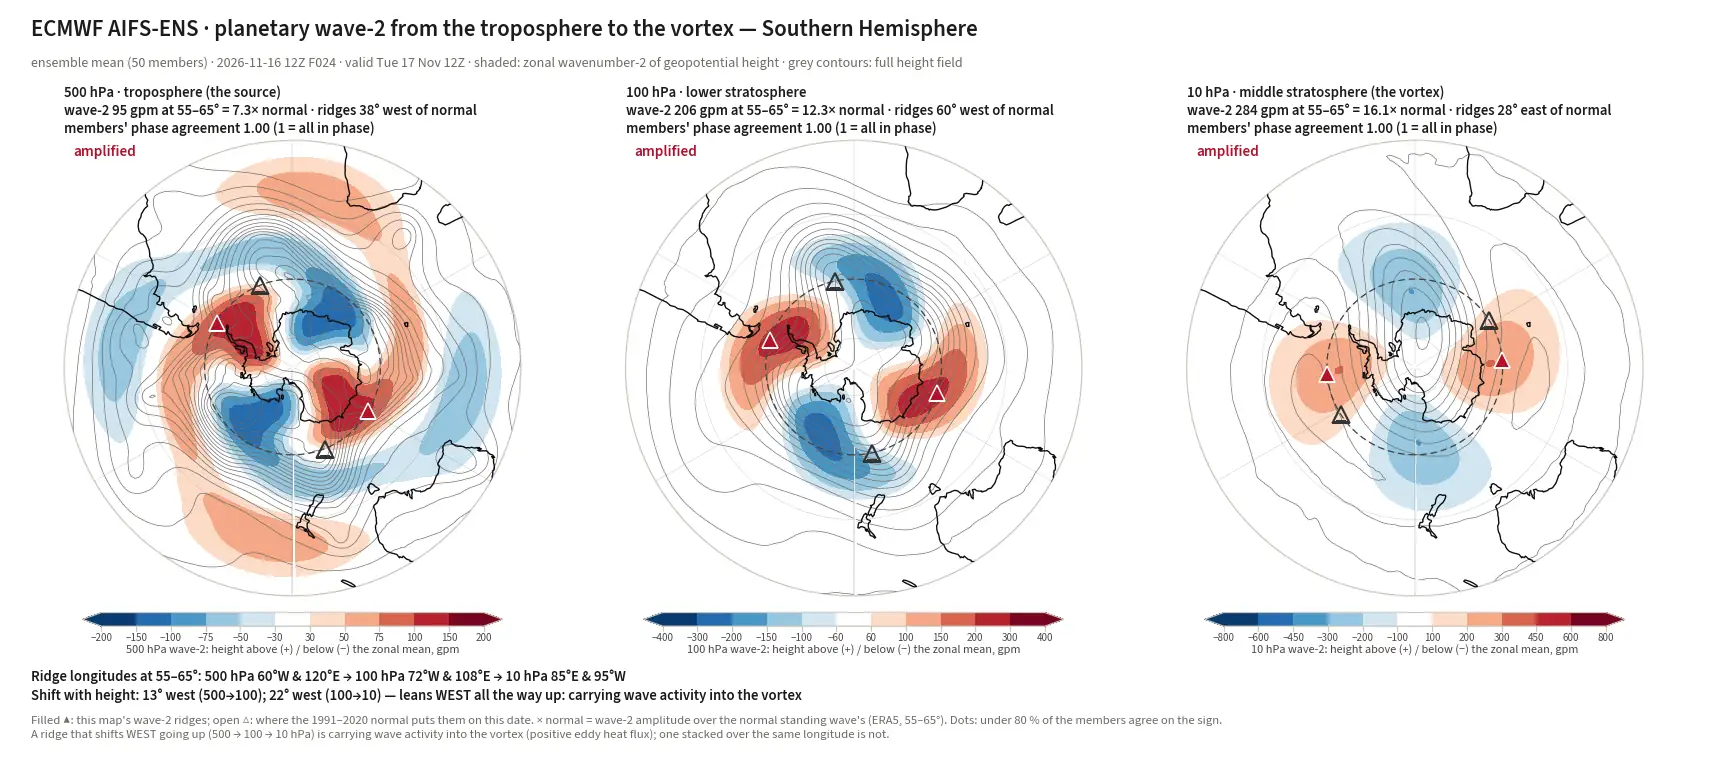 ECMWF AIFS-ENS · planetary wave-2 from the troposphere to the vortex — Southern Hemisphere
ensemble mean (50 members) · 2026-11-16 12Z F024 · valid Tue 17 Nov 12Z · shaded: zonal wavenumber-2 of geopotential height · grey contours: full height field
500 hPa · troposphere (the source)
wave-2 95 gpm at 55–65° = 7.3× normal · ridges 38° west of normal
members' phase agreement 1.00 (1 = all in phase)
amplified
100 hPa · lower stratosphere
wave-2 206 gpm at 55–65° = 12.3× normal · ridges 60° west of normal
members' phase agreement 1.00 (1 = all in phase)
amplified
10 hPa · middle stratosphere (the vortex)
wave-2 284 gpm at 55–65° = 16.1× normal · ridges 28° east of normal
members' phase agreement 1.00 (1 = all in phase)
amplified
−200 −150 −100 −75 −50 −30 30 50 75 100 150 200
500 hPa wave-2: height above (+) / below (−) the zonal mean, gpm
−400 −300 −200 −150 −100 −60 60 100 150 200 300 400
100 hPa wave-2: height above (+) / below (−) the zonal mean, gpm
−800 −600 −450 −300 −200 −100 100 200 300 450 600 800
10 hPa wave-2: height above (+) / below (−) the zonal mean, gpm
Ridge longitudes at 55–65°: 500 hPa 60°W & 120°E → 100 hPa 72°W & 108°E → 10 hPa 85°E & 95°W
Shift with height: 13° west (500→100); 22° west (100→10) — leans WEST all the way up: carrying wave activity into the vortex
Filled ▲: this map's wave-2 ridges; open △: where the 1991–2020 normal puts them on this date. × normal = wave-2 amplitude over the normal standing wave's (ERA5, 55–65°). Dots: under 80 % of the members agree on the sign.
A ridge that shifts WEST going up (500 → 100 → 10 hPa) is carrying wave activity into the vortex (positive eddy heat flux); one stacked over the same longitude is not.